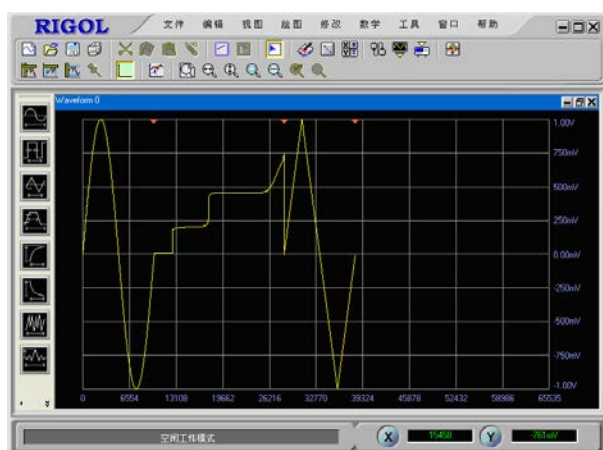 RIGOL 文件 编辑 视图 绘图 修改 数学 工具 窗口 帮助
Waveform 0
1.00V
750mV
500mV
250mV
0.00mV
-250mV
-500mV
-750mV
-1.00V
0 6554 13108 19662 26216 32770 39324 45878 52432 58986 65535
空闲工作模式 X 15458 Y -761mV